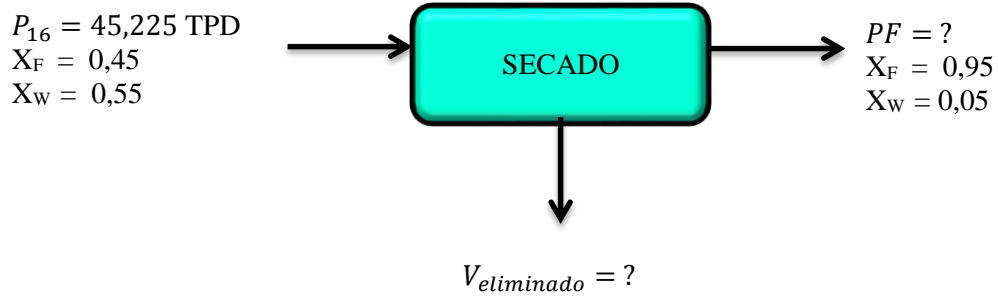 P₁₆ = 45,225 TPD
X_F = 0,45
X_W = 0,55
SECADO
PF = ?
X_F = 0,95
X_W = 0,05
V_eliminado = ?